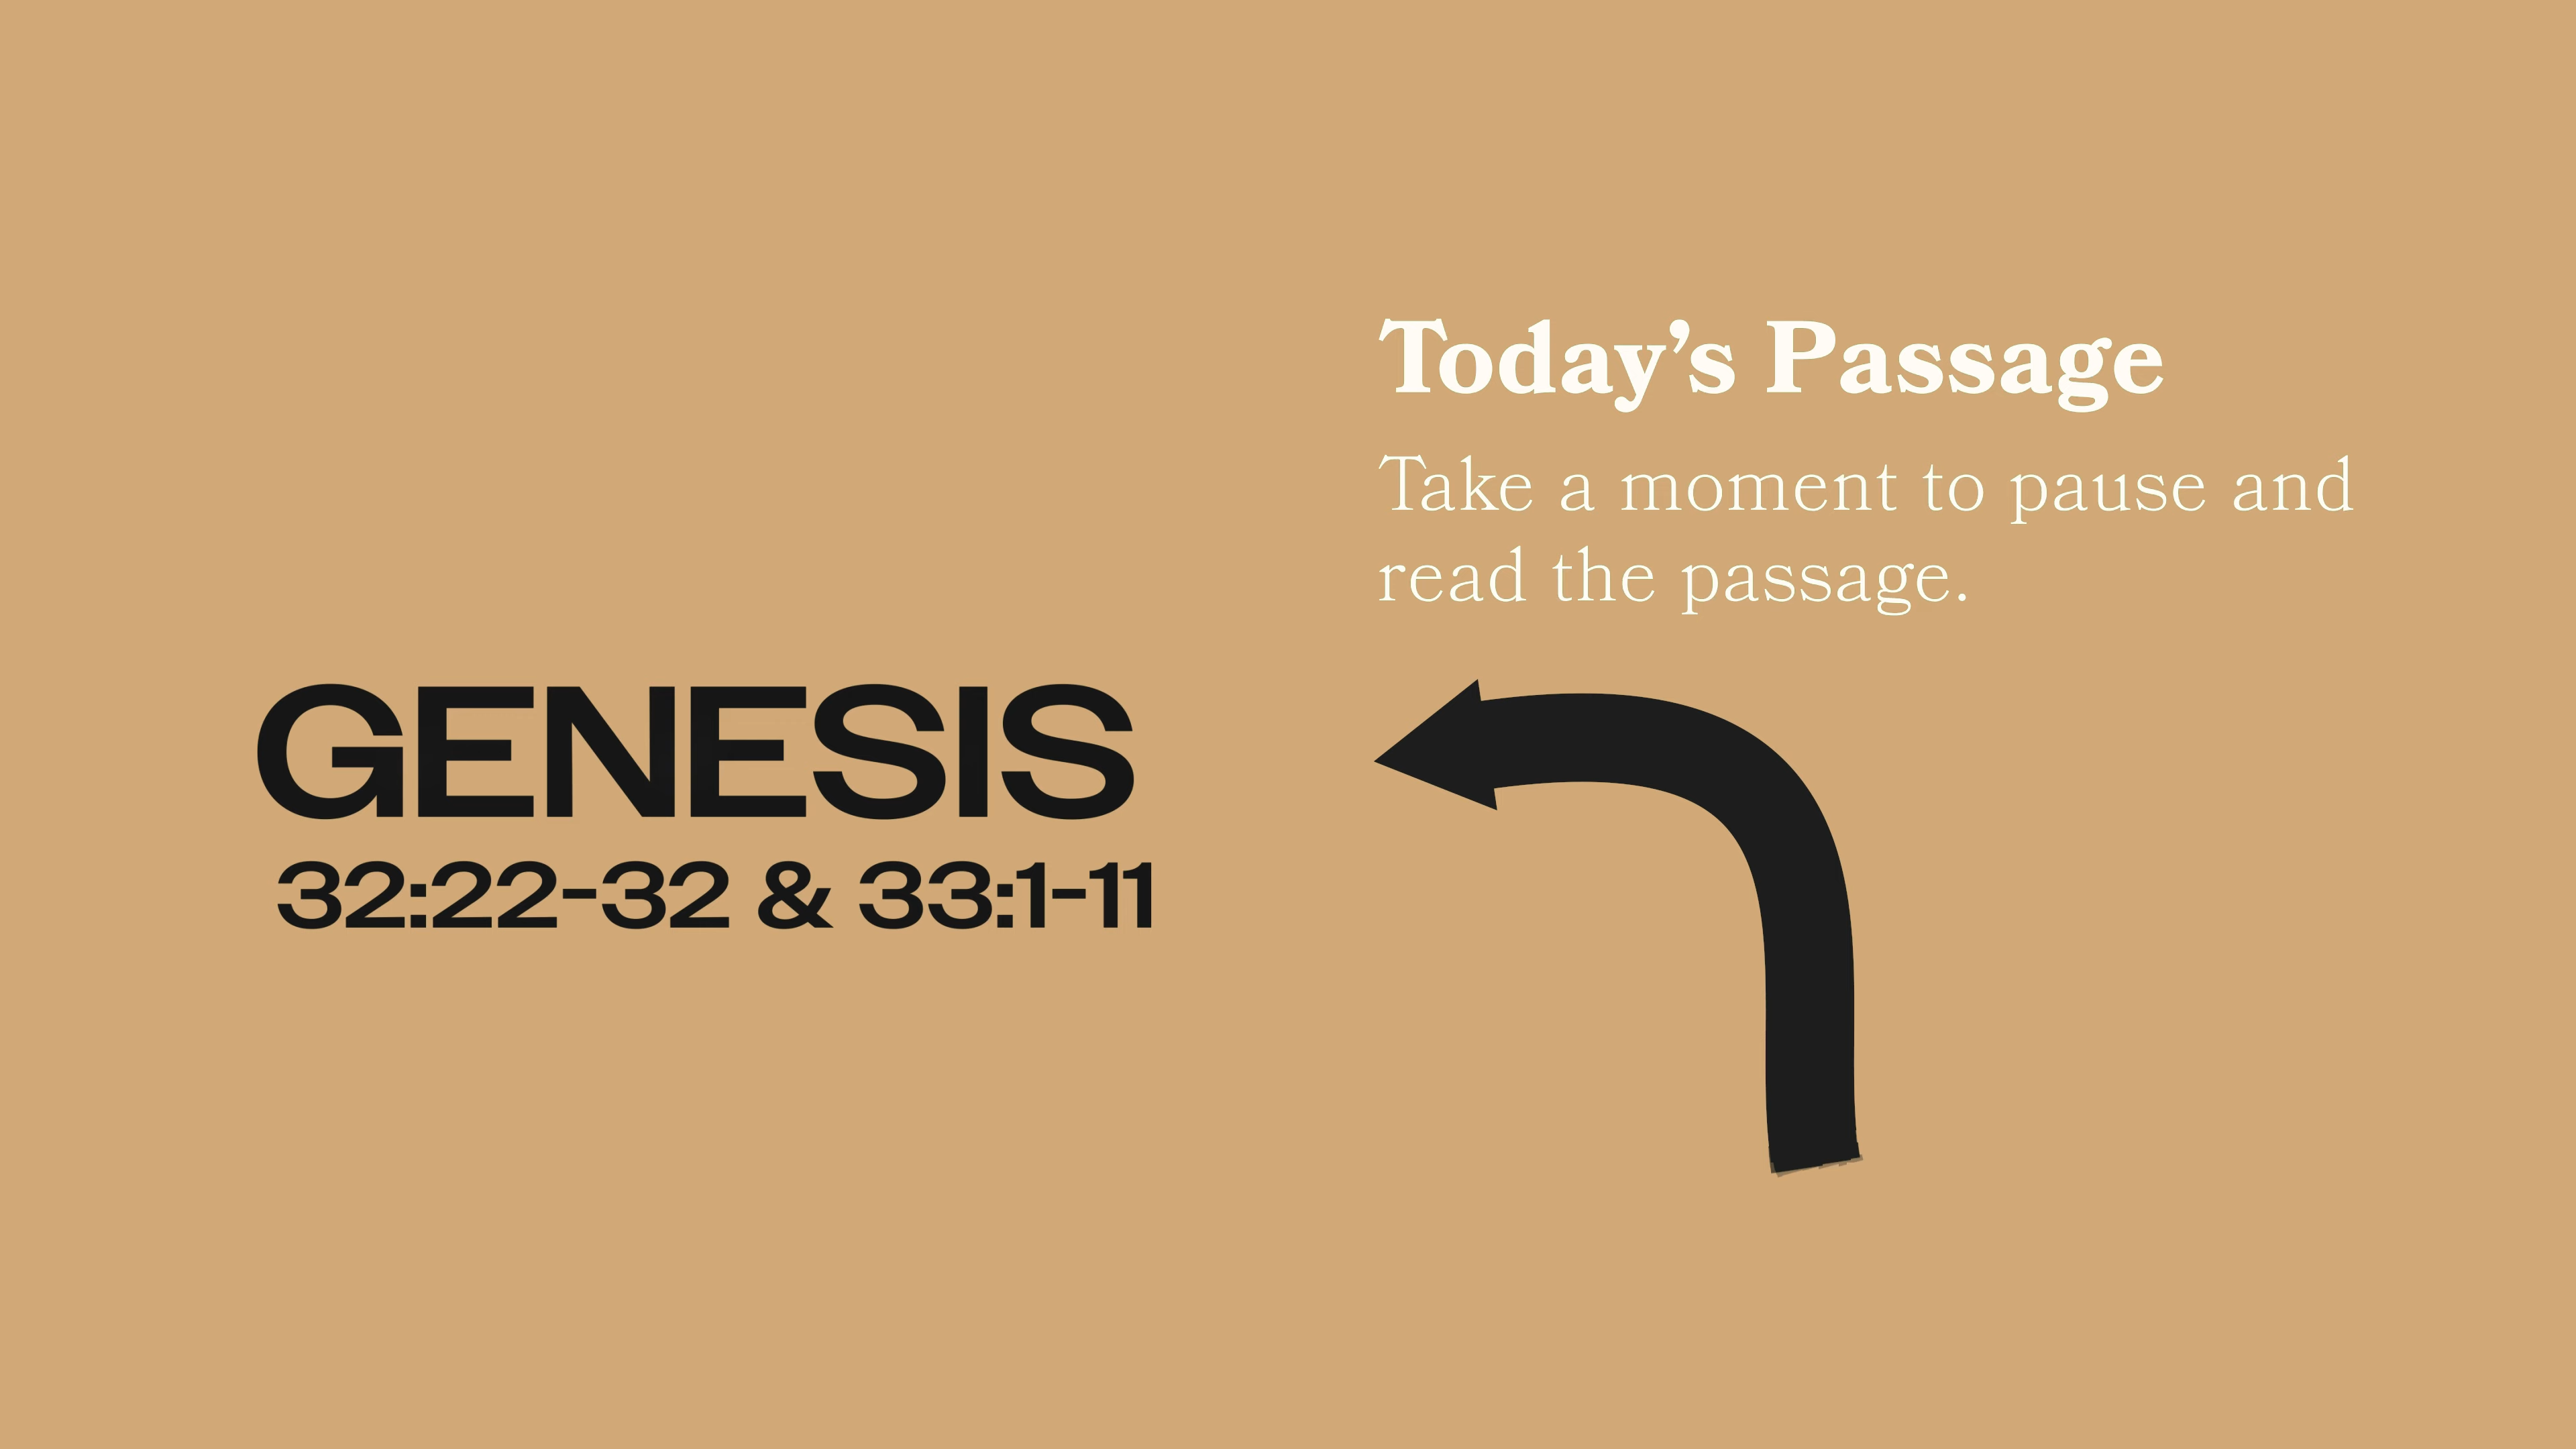 Today’s Passage
Take a moment to pause and
read the passage.
GENESIS
32:22-32 & 33:1-11